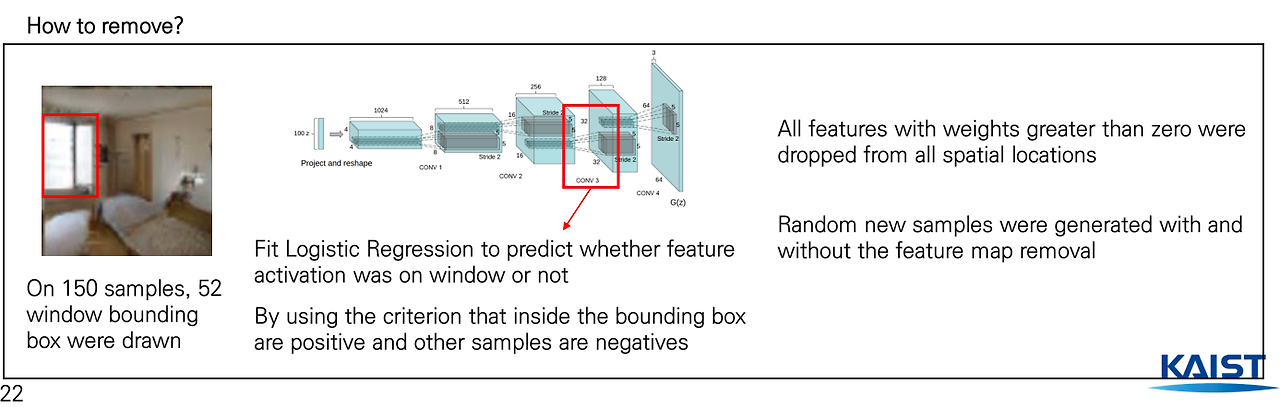 How to remove?
On 150 samples, 52
window bounding
box were drawn
3
128
256
512
1024
100 z
4
4
8
8
16
16
32
32
64
64
5
5
5
5
5
5
5
5
Stride 2
Stride 2
Stride 2
Stride 2
Project and reshape
CONV 1
CONV 2
CONV 3
CONV 4
G(z)
Fit Logistic Regression to predict whether feature
activation was on window or not
By using the criterion that inside the bounding box
are positive and other samples are negatives
All features with weights greater than zero were
dropped from all spatial locations
Random new samples were generated with and
without the feature map removal
KAIST
22